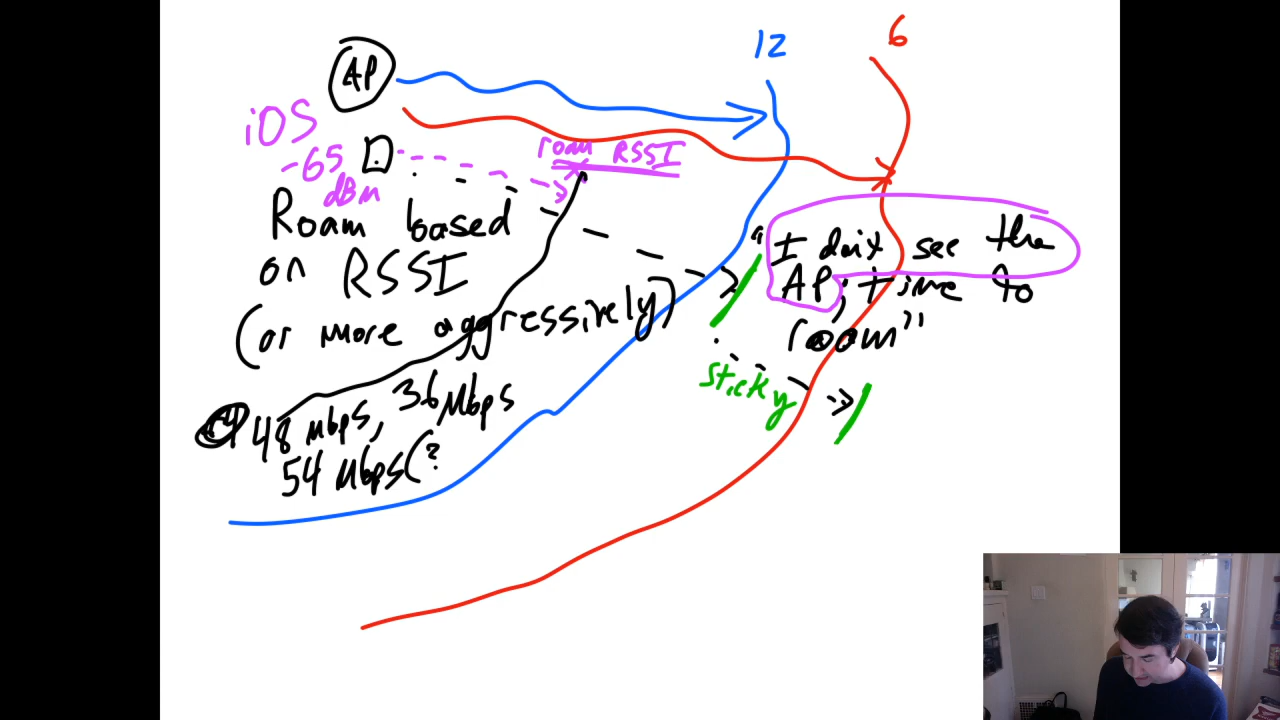 12
6
AP
iOS
-65
dBm
roam RSSI
Roam based
on RSSI
(or more aggressively)
48 Mbps, 36 Mbps
54 Mbps(?
"I don't see the
AP; time to
roam"
sticky